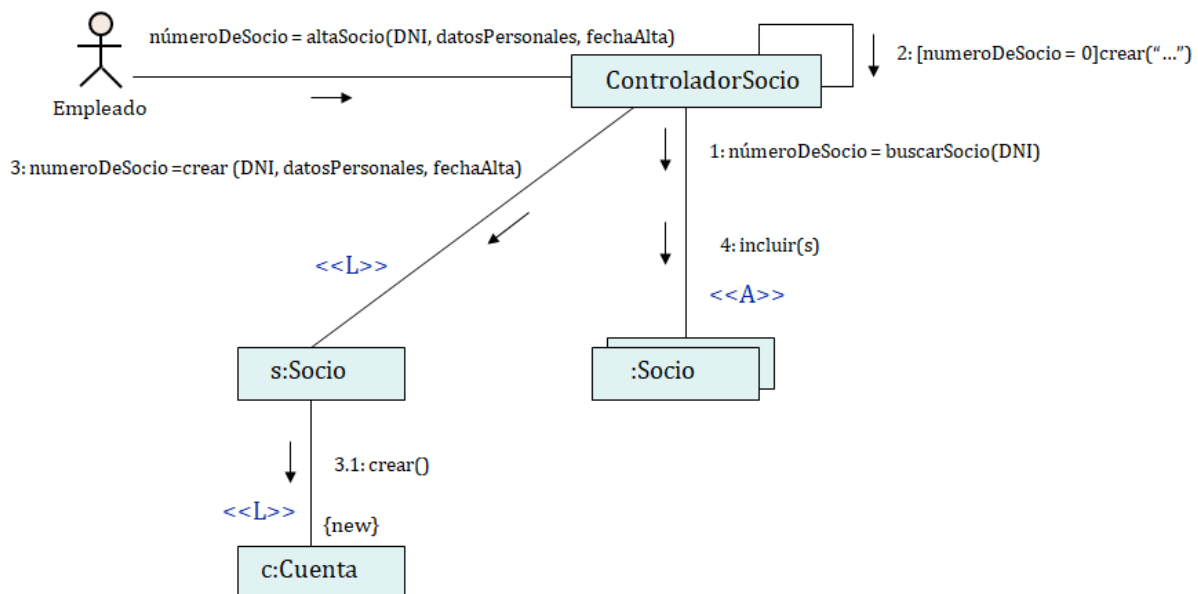 númeroDeSocio = altaSocio(DNI, datosPersonales, fechaAlta)
2: [numeroDeSocio = 0]crear("...")
ControladorSocio
Empleado
1: númeroDeSocio = buscarSocio(DNI)
3: numeroDeSocio =crear (DNI, datosPersonales, fechaAlta)
4: incluir(s)
<<L>>
<<A>>
s:Socio
:Socio
3.1: crear()
<<L>>
{new}
c:Cuenta